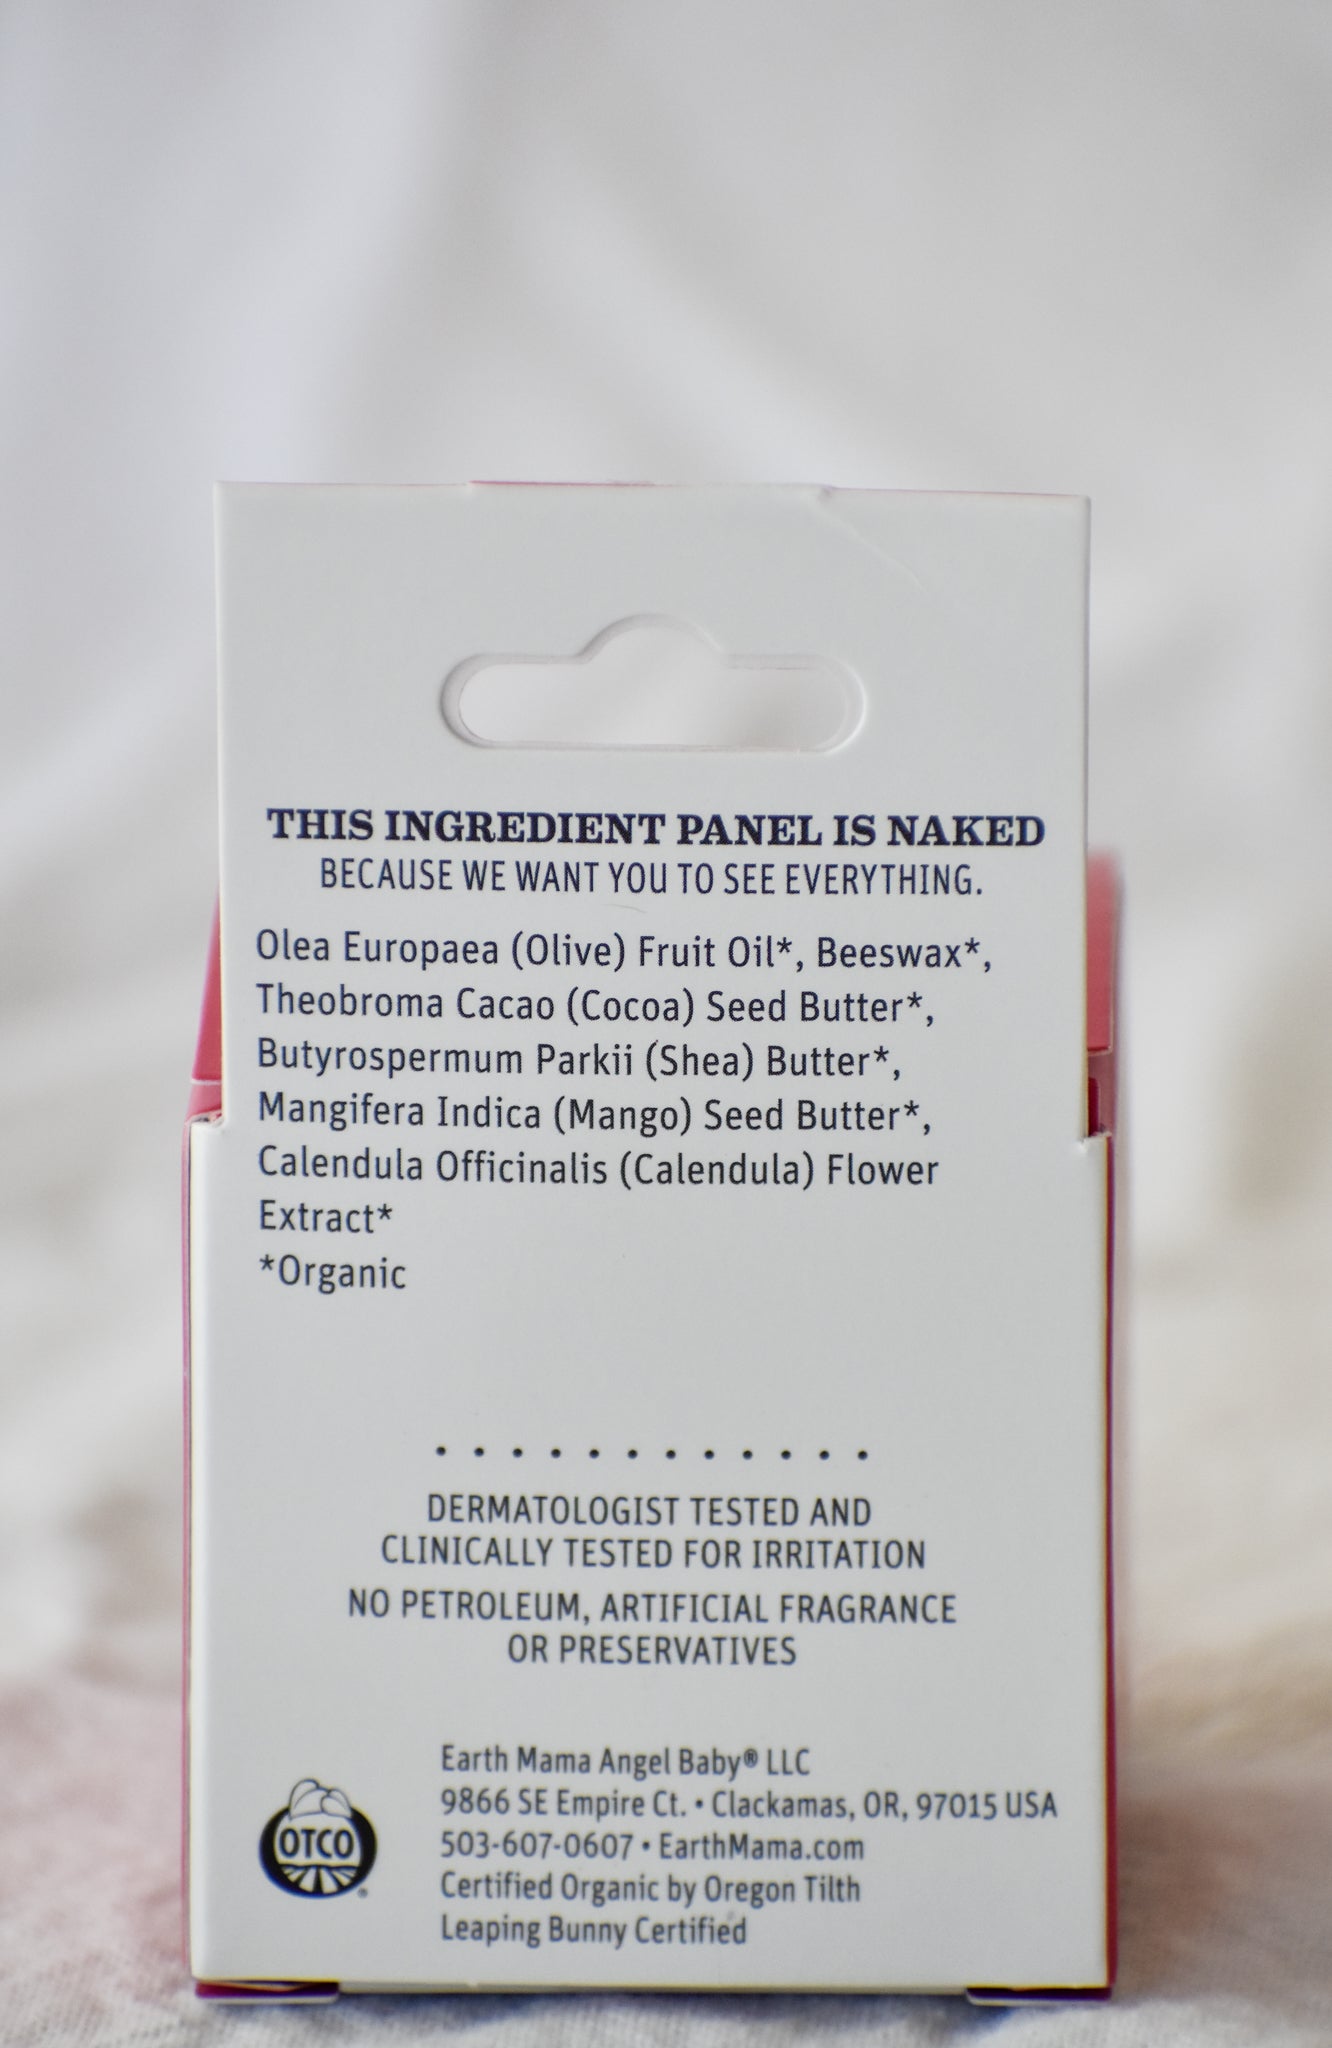 THIS INGREDIENT PANEL IS NAKED
BECAUSE WE WANT YOU TO SEE EVERYTHING.
Olea Europaea (Olive) Fruit Oil*, Beeswax*,
Theobroma Cacao (Cocoa) Seed Butter*,
Butyrospermum Parkii (Shea) Butter*,
Mangifera Indica (Mango) Seed Butter*,
Calendula Officinalis (Calendula) Flower
Extract*
*Organic
DERMATOLOGIST TESTED AND
CLINICALLY TESTED FOR IRRITATION
NO PETROLEUM, ARTIFICIAL FRAGRANCE
OR PRESERVATIVES
OTCO®
Earth Mama Angel Baby® LLC
9866 SE Empire Ct. • Clackamas, OR, 97015 USA
503-607-0607 • EarthMama.com
Certified Organic by Oregon Tilth
Leaping Bunny Certified